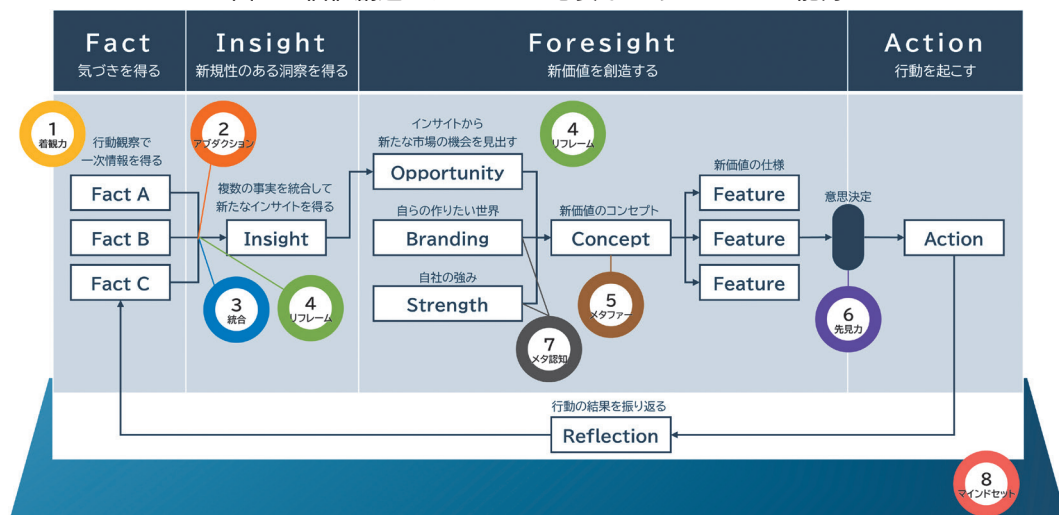 Fact
気づきを得る
Insight
新規性のある洞察を得る
Foresight
新価値を創造する
Action
行動を起こす
1
着観力
行動観察で
一次情報を得る
Fact A
Fact B
Fact C
2
アブダクション
複数の事実を統合して
新たなインサイトを得る
Insight
3
統合
4
リフレーム
インサイトから
新たな市場の機会を見出す
Opportunity
自らの作りたい世界
Branding
自社の強み
Strength
4
リフレーム
新価値のコンセプト
Concept
5
メタファー
7
メタ認知
新価値の仕様
Feature
Feature
Feature
意思決定
6
先見力
Action
行動の結果を振り返る
Reflection
8
マインドセット